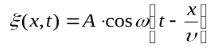 ξ(x,t) = A · cos ω[t − x/υ]